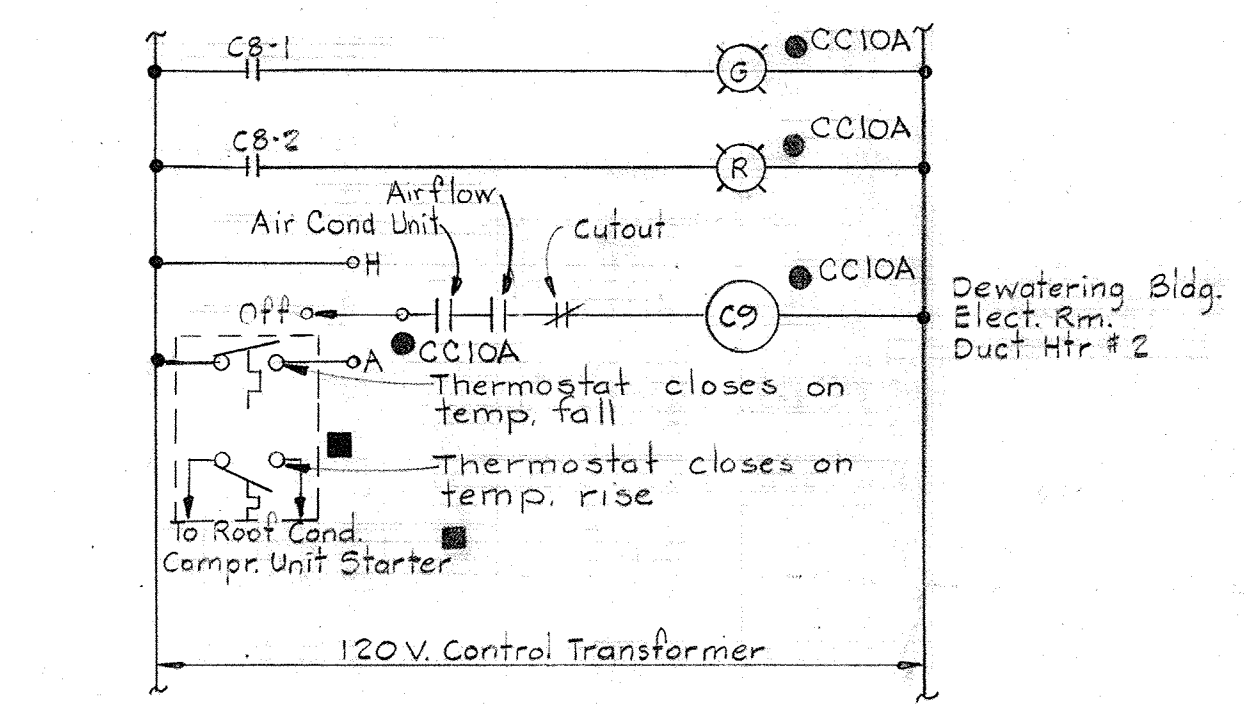 C8-1
G
CC10A
C8-2
R
CC10A
Airflow
Air Cond Unit
Cutout
H
CC10A
Off
C9
Dewatering Bldg.
Elect. Rm.
Duct Htr #2
CC10A
A
Thermostat closes on
temp. fall
Thermostat closes on
temp. rise
To Roof Cond.
Compr. Unit Starter
120 V. Control Transformer